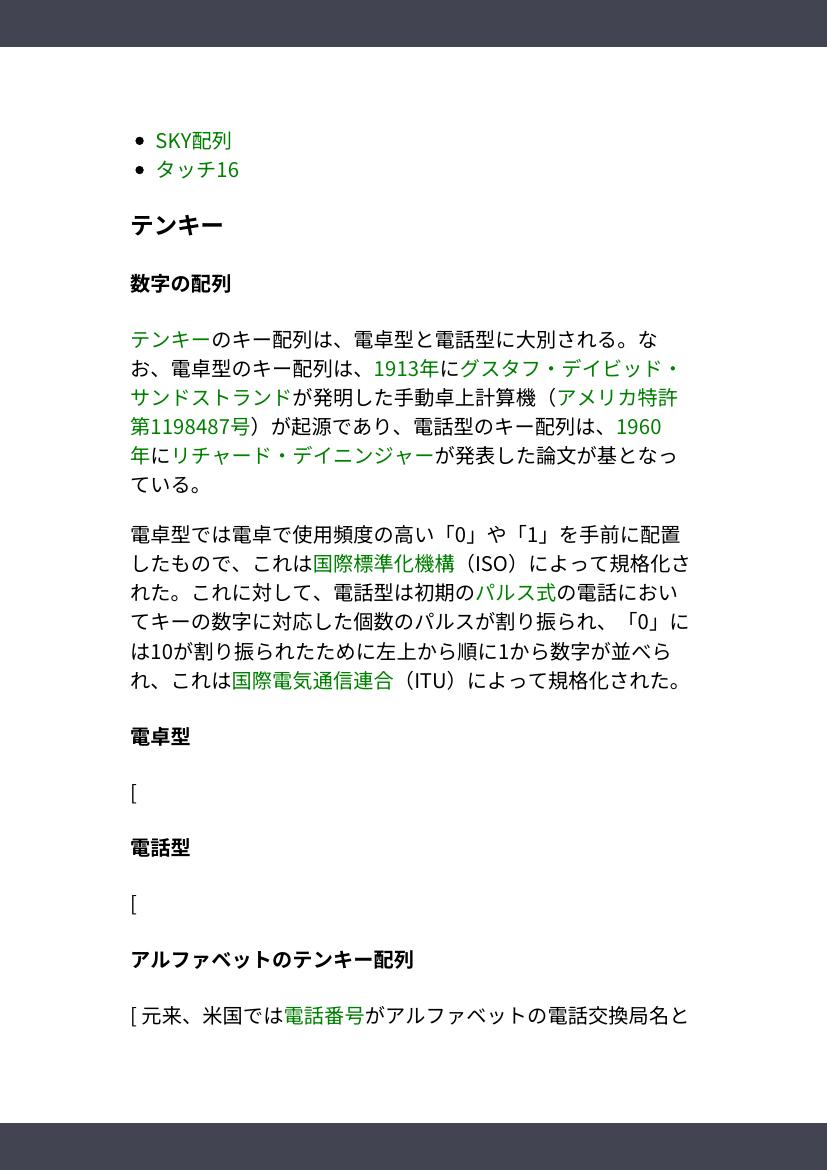 SKY配列
タッチ16
テンキー
数字の配列
テンキーのキー配列は、電卓型と電話型に大別される。な
お、電卓型のキー配列は、1913年にグスタフ・デイビッド・
サンドストランドが発明した手動卓上計算機（アメリカ特許
第1198487号）が起源であり、電話型のキー配列は、1960
年にリチャード・デイニンジャーが発表した論文が基となっ
ている。
電卓型では電卓で使用頻度の高い「0」や「1」を手前に配置
したもので、これは国際標準化機構（ISO）によって規格化さ
れた。これに対して、電話型は初期のパルス式の電話におい
てキーの数字に対応した個数のパルスが割り振られ、「0」に
は10が割り振られたために左上から順に1から数字が並べら
れ、これは国際電気通信連合（ITU）によって規格化された。
電卓型
[
電話型
[
アルファベットのテンキー配列
[ 元来、米国では電話番号がアルファベットの電話交換局名と